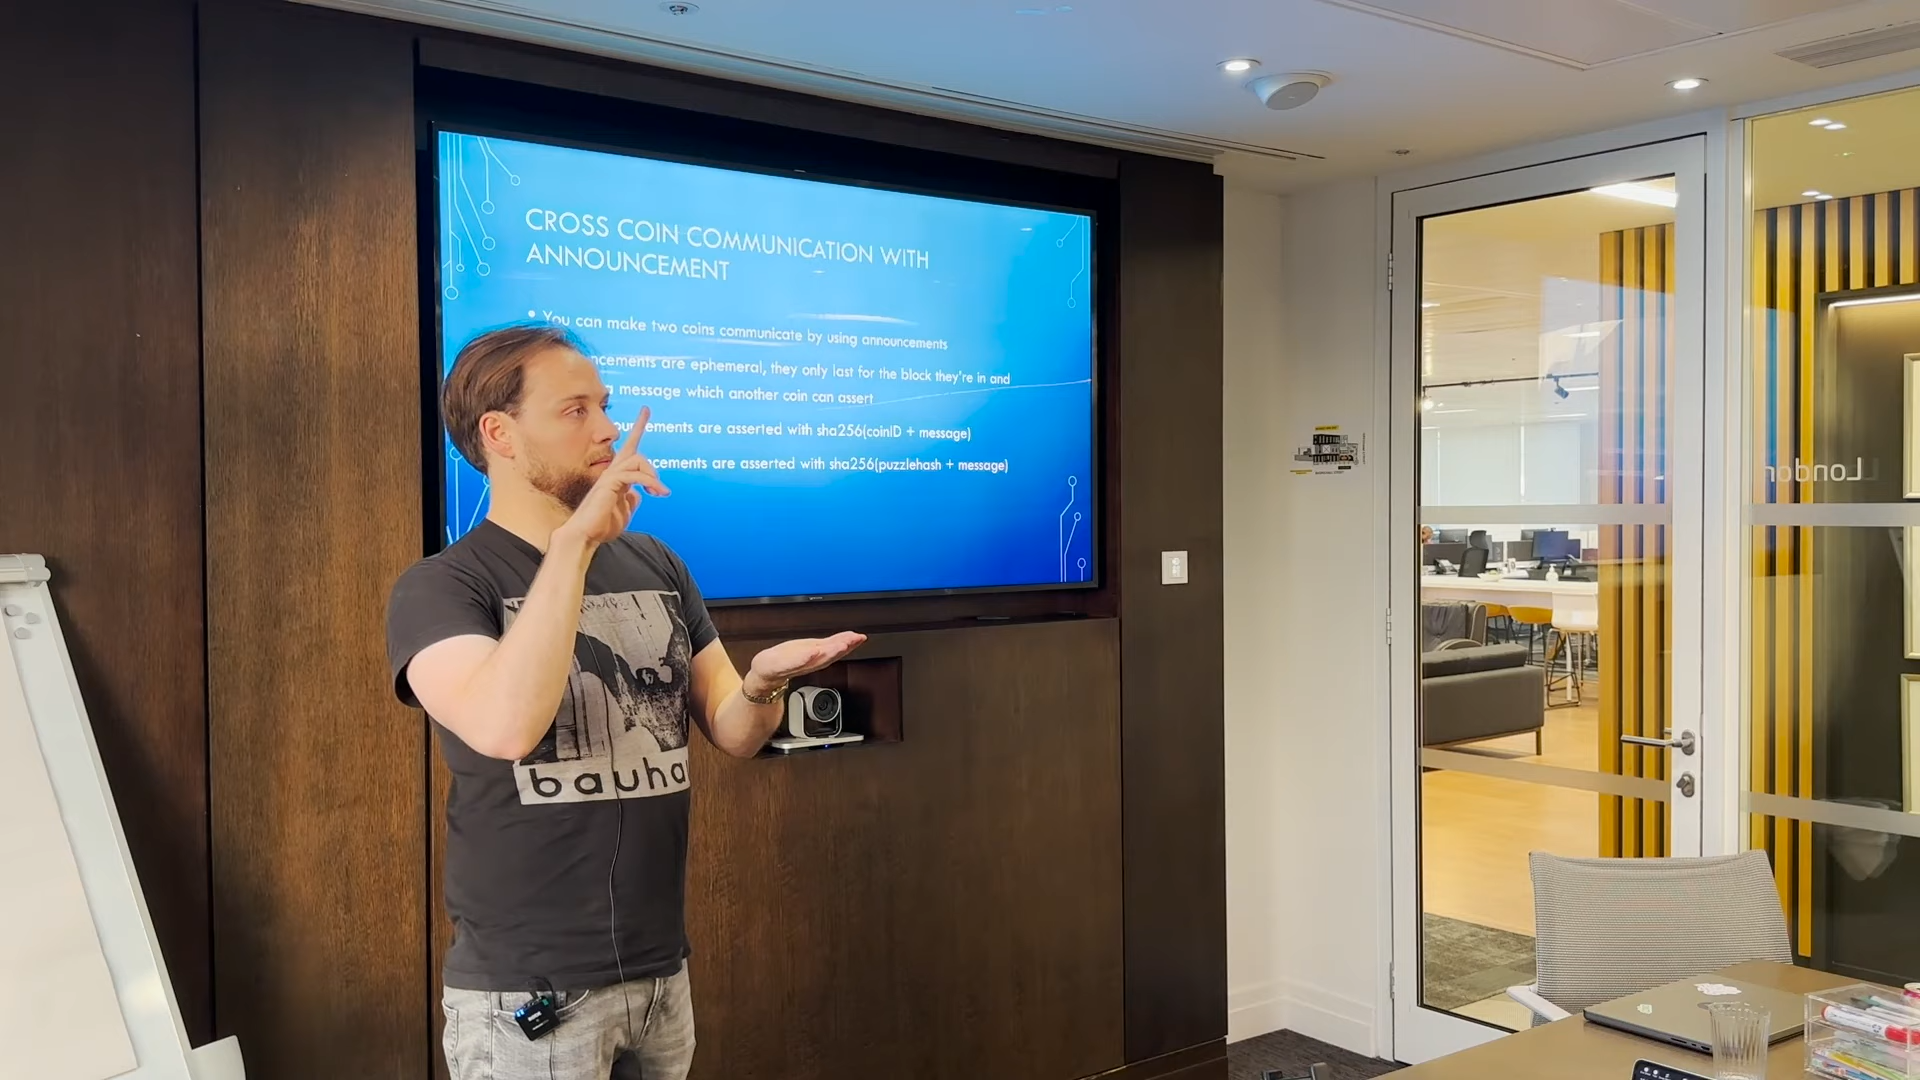 CROSS COIN COMMUNICATION WITH
ANNOUNCEMENT
• You can make two coins communicate by using announcements
are ephemeral, they only last for the block they're in and
message which another coin can assert
are asserted with sha256(coinID + message)
are asserted with sha256(puzzlehash + message)
bauha
London